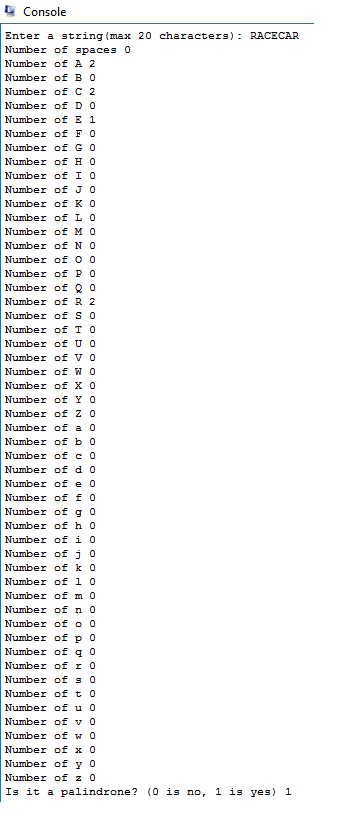 Console
Enter a string(max 20 characters): RACECAR
Number of spaces 0
Number of A 2
Number of B 0
Number of C 2
Number of D 0
Number of E 1
Number of F 0
Number of G 0
Number of H 0
Number of I 0
Number of J 0
Number of K 0
Number of L 0
Number of M 0
Number of N 0
Number of O 0
Number of P 0
Number of Q 0
Number of R 2
Number of S 0
Number of T 0
Number of U 0
Number of V 0
Number of W 0
Number of X 0
Number of Y 0
Number of Z 0
Number of a 0
Number of b 0
Number of c 0
Number of d 0
Number of e 0
Number of f 0
Number of g 0
Number of h 0
Number of i 0
Number of j 0
Number of k 0
Number of l 0
Number of m 0
Number of n 0
Number of o 0
Number of p 0
Number of q 0
Number of r 0
Number of s 0
Number of t 0
Number of u 0
Number of v 0
Number of w 0
Number of x 0
Number of y 0
Number of z 0
Is it a palindrone? (0 is no, 1 is yes) 1